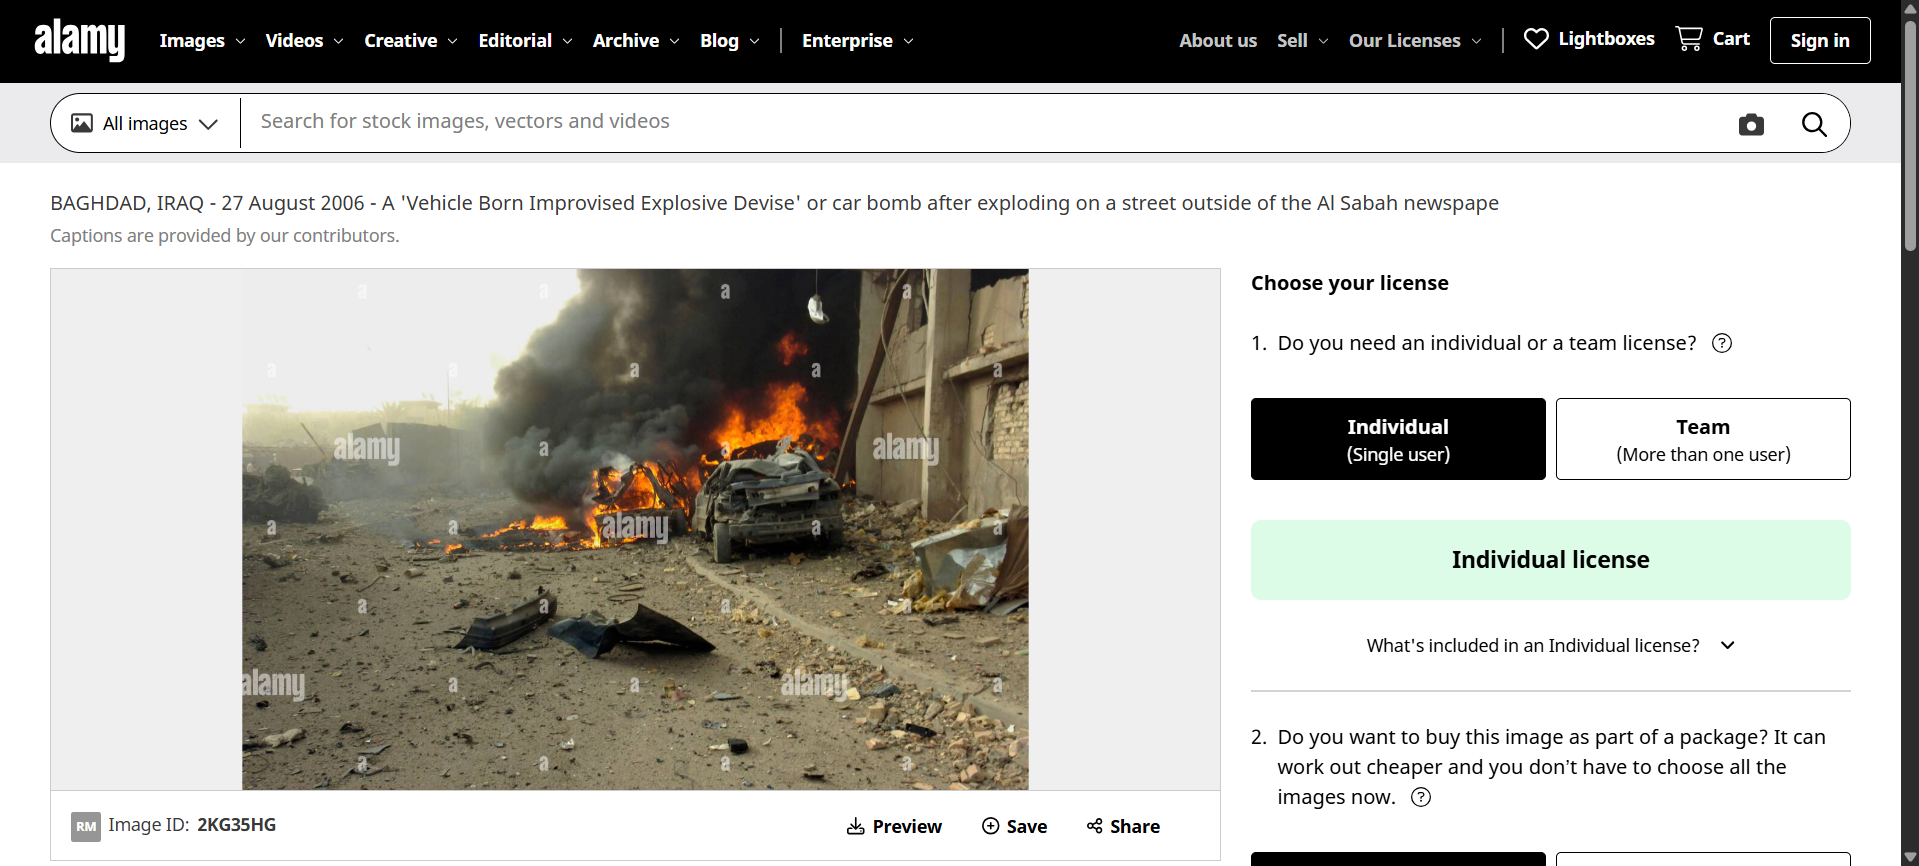 alamy
Images Videos Creative Editorial Archive Blog Enterprise
About us Sell Our Licenses Lightboxes Cart Sign in
All images Search for stock images, vectors and videos
BAGHDAD, IRAQ - 27 August 2006 - A 'Vehicle Born Improvised Explosive Devise' or car bomb after exploding on a street outside of the Al Sabah newspape
Captions are provided by our contributors.
a a a a
a a a a a
alamy a a alamy
a a alamy a a
a a a
alamy a a alamy a
a a a a
RM Image ID: 2KG35HG
Preview Save Share
Choose your license
1. Do you need an individual or a team license? ?
Individual
(Single user)
Team
(More than one user)
Individual license
What's included in an Individual license?
2. Do you want to buy this image as part of a package? It can
work out cheaper and you don't have to choose all the
images now. ?